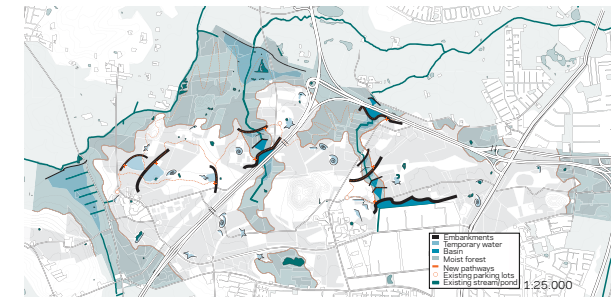 Embankments
Temporary water
Basin
Moist forest
New pathways
Existing parking lots
Existing stream/pond
1:25.000